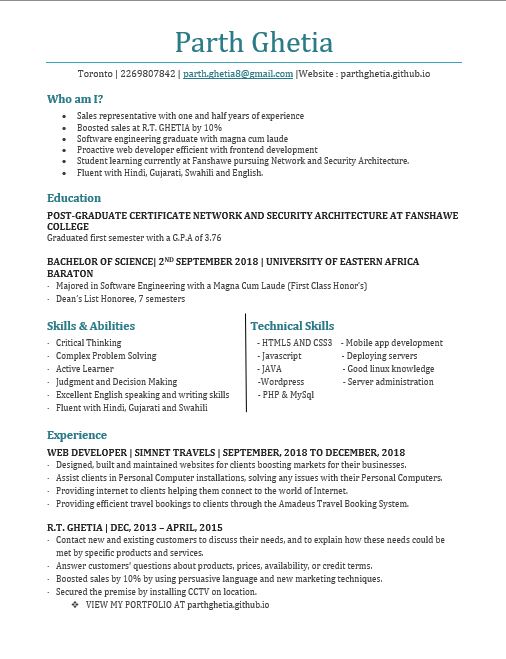 Parth Ghetia
Toronto | 2269807842 | parth.ghetia8@gmail.com |Website : parthghetia.github.io
Who am I?
• Sales representative with one and half years of experience
• Boosted sales at R.T. GHETIA by 10%
• Software engineering graduate with magna cum laude
• Proactive web developer efficient with frontend development
• Student learning currently at Fanshawe pursuing Network and Security Architecture.
• Fluent with Hindi, Gujarati, Swahili and English.
Education
POST-GRADUATE CERTIFICATE NETWORK AND SECURITY ARCHITECTURE AT FANSHAWE
COLLEGE
Graduated first semester with a G.P.A of 3.76
BACHELOR OF SCIENCE| 2ND SEPTEMBER 2018 | UNIVERSITY OF EASTERN AFRICA
BARATON
- Majored in Software Engineering with a Magna Cum Laude (First Class Honor's)
- Dean's List Honoree, 7 semesters
Skills & Abilities
- Critical Thinking
- Complex Problem Solving
- Active Learner
- Judgment and Decision Making
- Excellent English speaking and writing skills
- Fluent with Hindi, Gujarati and Swahili
Technical Skills
- HTML5 AND CSS3 - Mobile app development
- Javascript - Deploying servers
- JAVA - Good linux knowledge
-Wordpress - Server administration
- PHP & MySql
Experience
WEB DEVELOPER | SIMNET TRAVELS | SEPTEMBER, 2018 TO DECEMBER, 2018
- Designed, built and maintained websites for clients boosting markets for their businesses.
- Assist clients in Personal Computer installations, solving any issues with their Personal Computers.
- Providing internet to clients helping them connect to the world of Internet.
- Providing efficient travel bookings to clients through the Amadeus Travel Booking System.
R.T. GHETIA | DEC, 2013 – APRIL, 2015
- Contact new and existing customers to discuss their needs, and to explain how these needs could be
met by specific products and services.
- Answer customers' questions about products, prices, availability, or credit terms.
- Boosted sales by 10% by using persuasive language and new marketing techniques.
- Secured the premise by installing CCTV on location.
❖ VIEW MY PORTFOLIO AT parthghetia.github.io